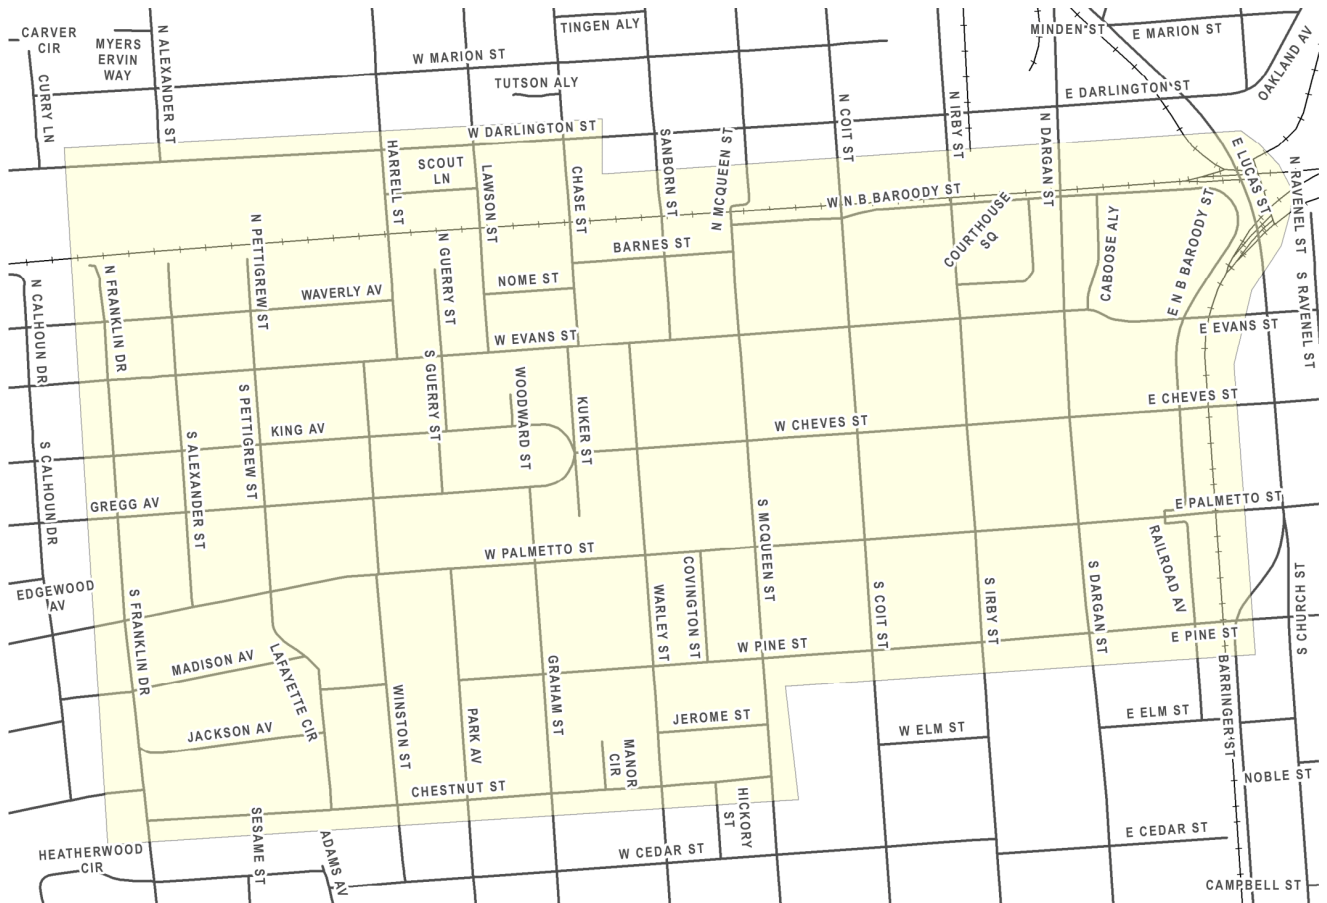 CARVER
CIR
MYERS
ERVIN
WAY
N ALEXANDER ST
CURRY LN
W MARION ST
TINGEN ALY
TUTSON ALY
MINDEN ST
E MARION ST
OAKLAND AV
E DARLINGTON ST
W DARLINGTON ST
HARRELL ST
SCOUT
LN
LAWSON ST
CHASE ST
SANBORN ST
N MCQUEEN ST
N COIT ST
N IRBY ST
N DARGAN ST
E LUCAS ST
N RAVENEL ST
W N B BAROODY ST
COURTHOUSE
SQ
CABOOSE ALY
E N B BAROODY ST
S RAVENEL ST
N PETTIGREW ST
N GUERRY ST
BARNES ST
NOME ST
WAVERLY AV
N CALHOUN DR
N FRANKLIN DR
W EVANS ST
E EVANS ST
S GUERRY ST
WOODWARD ST
KUKER ST
S PETTIGREW ST
KING AV
W CHEVES ST
E CHEVES ST
S CALHOUN DR
S ALEXANDER ST
GREGG AV
E PALMETTO ST
W PALMETTO ST
S MCQUEEN ST
RAILROAD AV
EDGEWOOD
AV
S FRANKLIN DR
WARLEY ST
COVINGTON ST
S COIT ST
S IRBY ST
S DARGAN ST
S CHURCH ST
E PINE ST
W PINE ST
MADISON AV
LAFAYETTE CIR
GRAHAM ST
WINSTON ST
PARK AV
JACKSON AV
JEROME ST
MANOR
CIR
W ELM ST
E ELM ST
BARRINGER ST
NOBLE ST
CHESTNUT ST
HICKORY
ST
SESAME ST
ADAMS AV
HEATHERWOOD
CIR
W CEDAR ST
E CEDAR ST
CAMPBELL ST